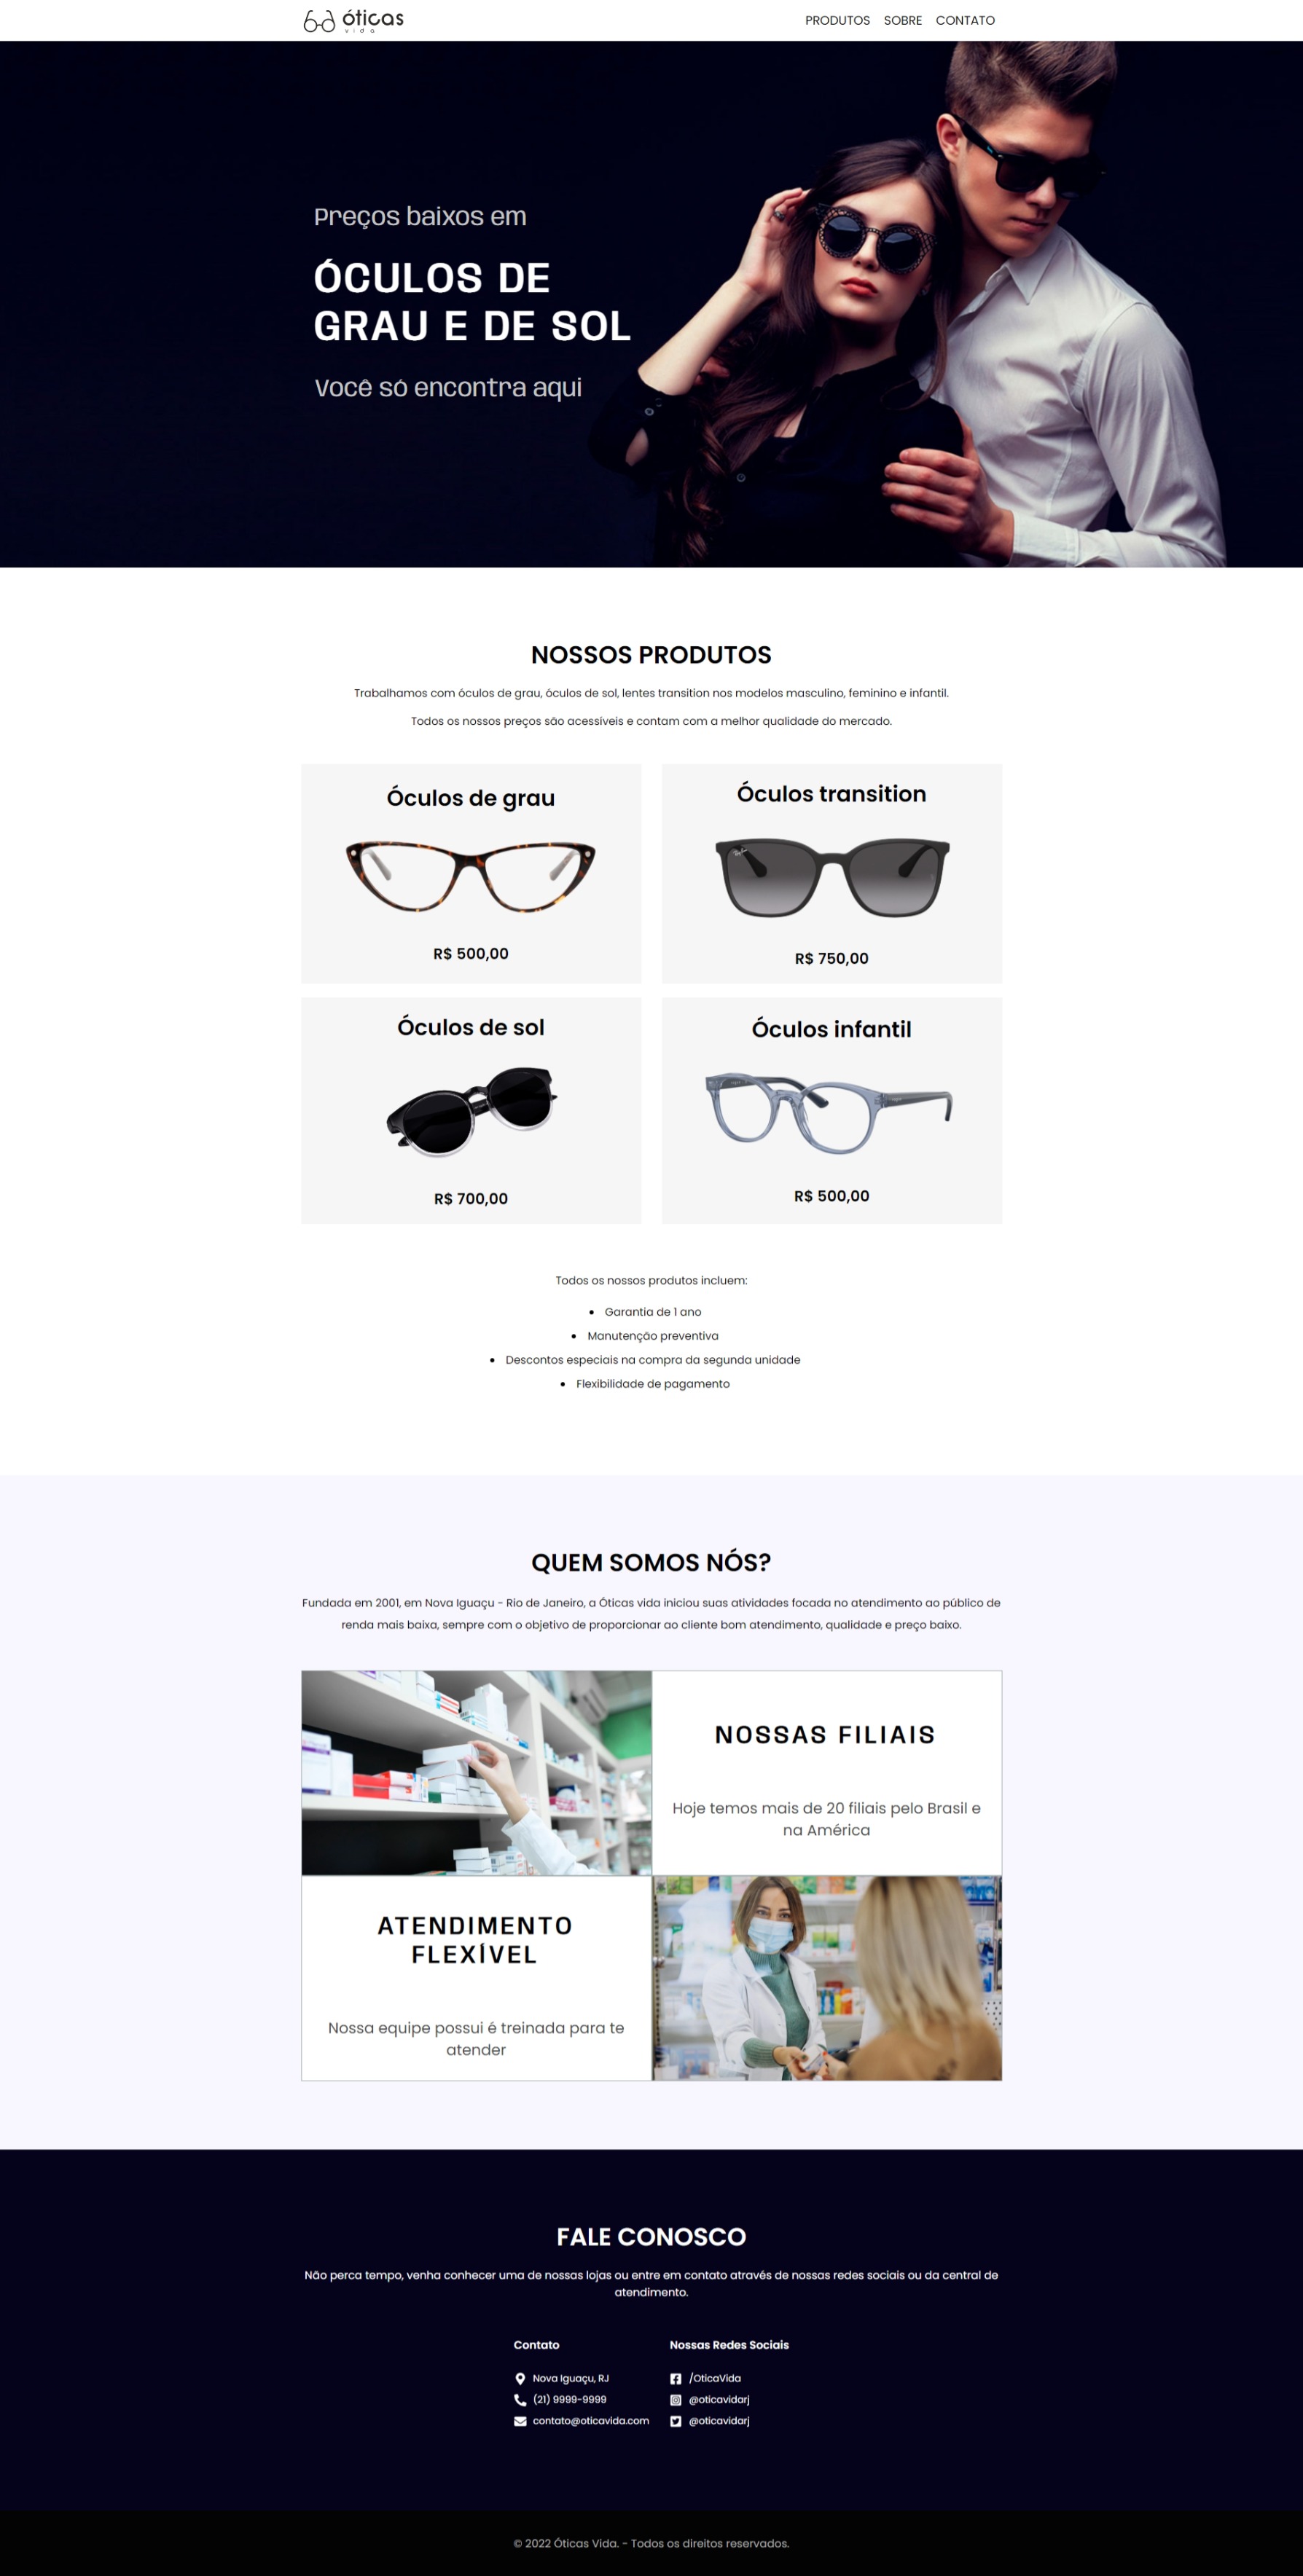 óticas
vida
PRODUTOS SOBRE CONTATO
Preços baixos em
ÓCULOS DE
GRAU E DE SOL
Você só encontra aqui
NOSSOS PRODUTOS
Trabalhamos com óculos de grau, óculos de sol, lentes transition nos modelos masculino, feminino e infantil.
Todos os nossos preços são acessíveis e contam com a melhor qualidade do mercado.
Óculos de grau
R$ 500,00
Óculos transition
Ray-Ban
R$ 750,00
Óculos de sol
R$ 700,00
Óculos infantil
R$ 500,00
Todos os nossos produtos incluem:
Garantia de 1 ano
Manutenção preventiva
Descontos especiais na compra da segunda unidade
Flexibilidade de pagamento
QUEM SOMOS NÓS?
Fundada em 2001, em Nova Iguaçu - Rio de Janeiro, a Óticas vida iniciou suas atividades focada no atendimento ao público de
renda mais baixa, sempre com o objetivo de proporcionar ao cliente bom atendimento, qualidade e preço baixo.
NOSSAS FILIAIS
Hoje temos mais de 20 filiais pelo Brasil e
na América
ATENDIMENTO
FLEXÍVEL
Nossa equipe possui é treinada para te
atender
FALE CONOSCO
Não perca tempo, venha conhecer uma de nossas lojas ou entre em contato através de nossas redes sociais ou da central de
atendimento.
Contato
Nova Iguaçu, RJ
(21) 9999-9999
contato@oticavida.com
Nossas Redes Sociais
/OticaVida
@oticavidarj
@oticavidarj
© 2022 Óticas Vida. - Todos os direitos reservados.